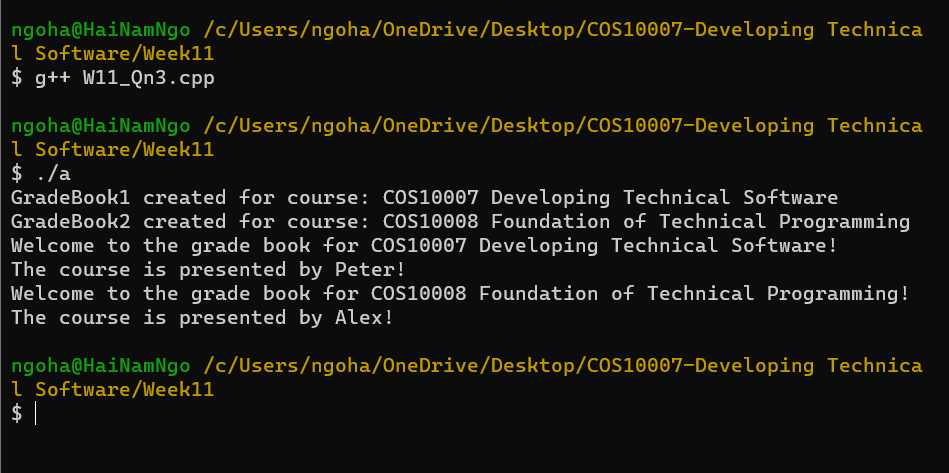 ngoha@HaiNamNgo /c/Users/ngoha/OneDrive/Desktop/COS10007-Developing Technica
l Software/Week11
$ g++ W11_Qn3.cpp
ngoha@HaiNamNgo /c/Users/ngoha/OneDrive/Desktop/COS10007-Developing Technica
l Software/Week11
$ ./a
GradeBook1 created for course: COS10007 Developing Technical Software
GradeBook2 created for course: COS10008 Foundation of Technical Programming
Welcome to the grade book for COS10007 Developing Technical Software!
The course is presented by Peter!
Welcome to the grade book for COS10008 Foundation of Technical Programming!
The course is presented by Alex!
ngoha@HaiNamNgo /c/Users/ngoha/OneDrive/Desktop/COS10007-Developing Technica
l Software/Week11
$